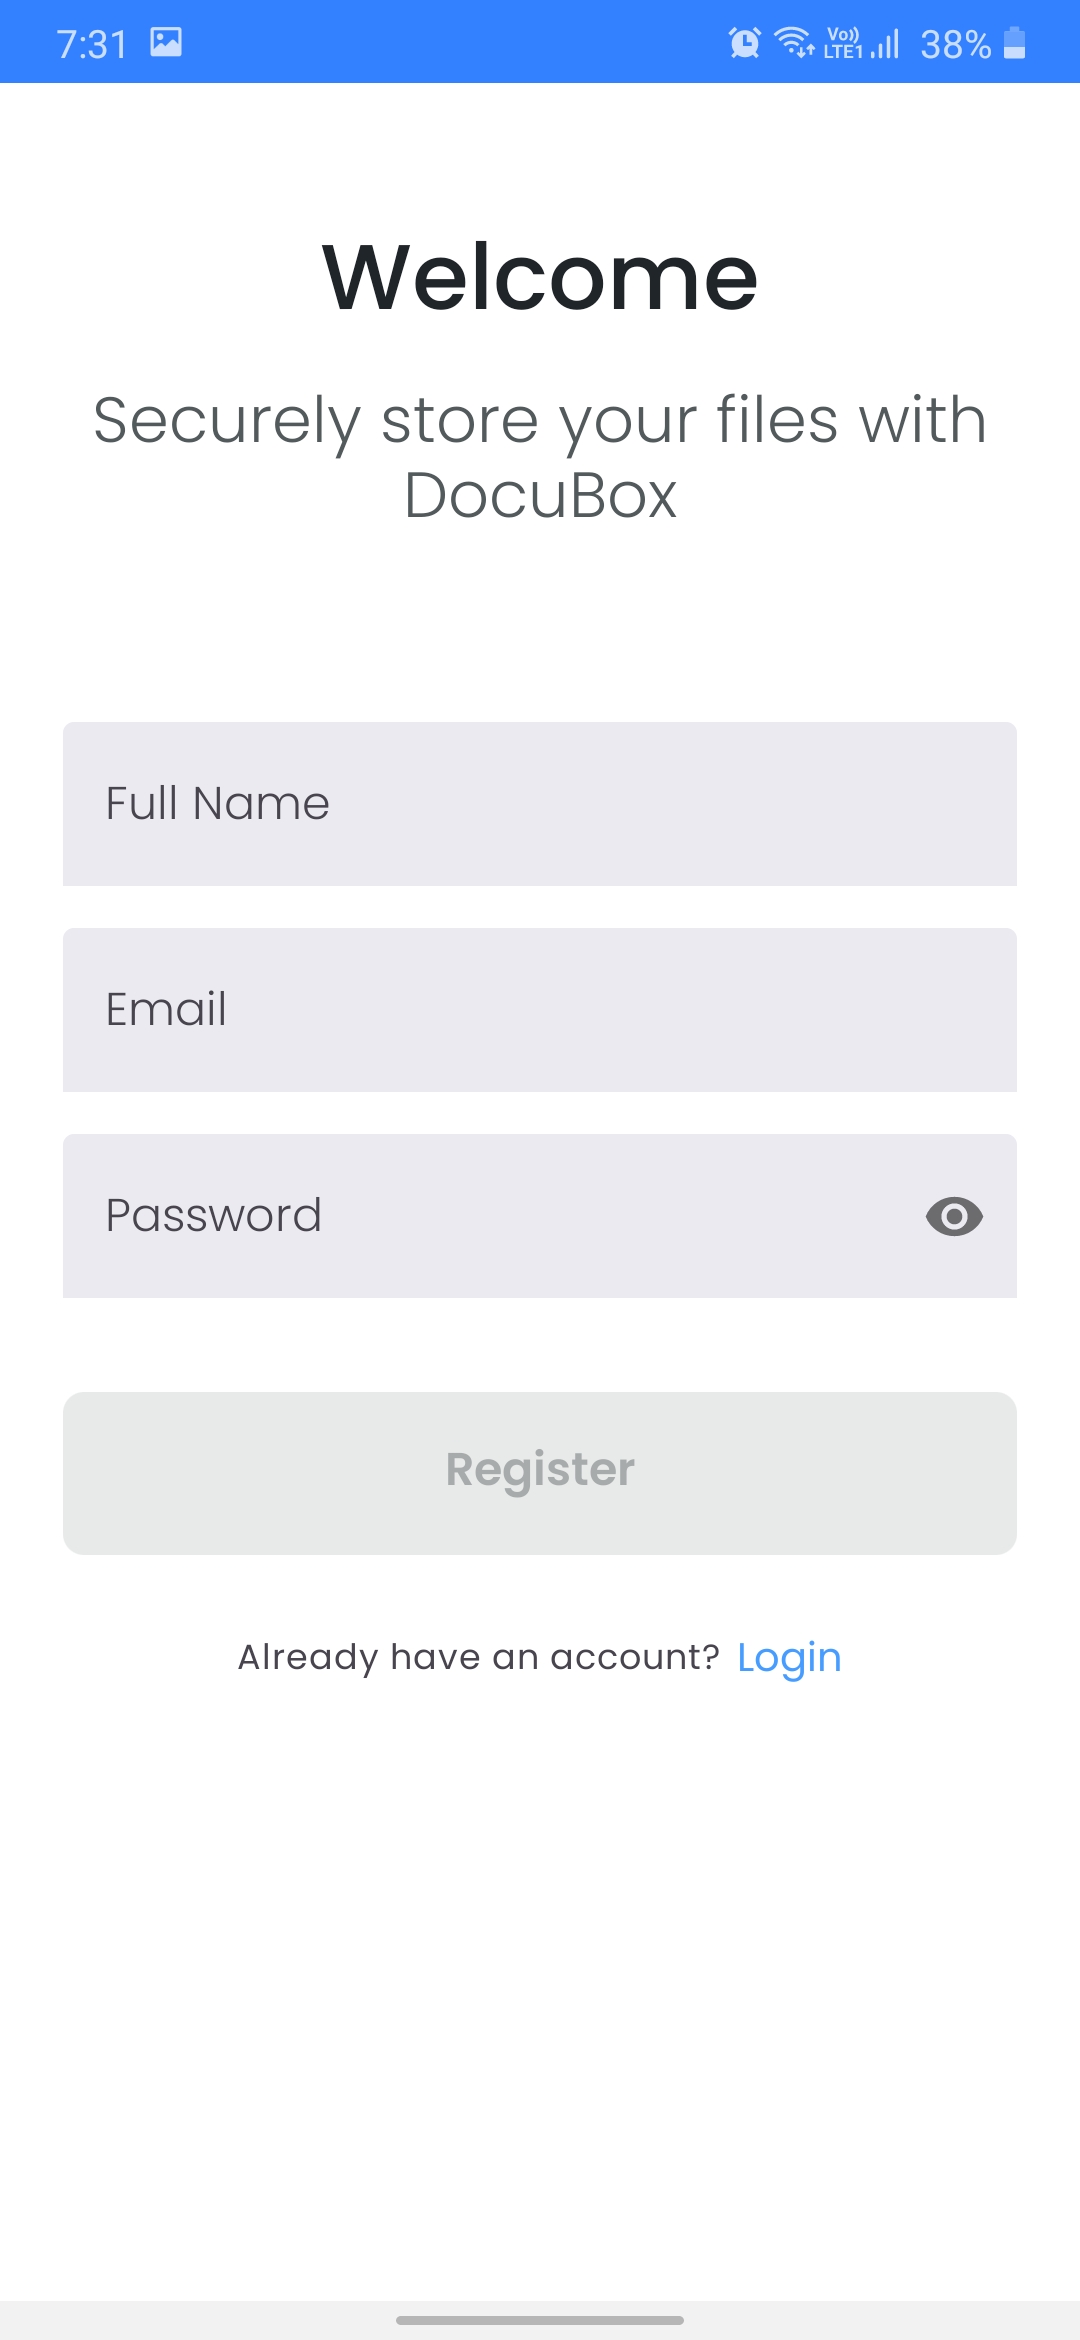 7:31
Vo)) LTE1 38%
Welcome
Securely store your files with
DocuBox
Full Name
Email
Password
Register
Already have an account? Login